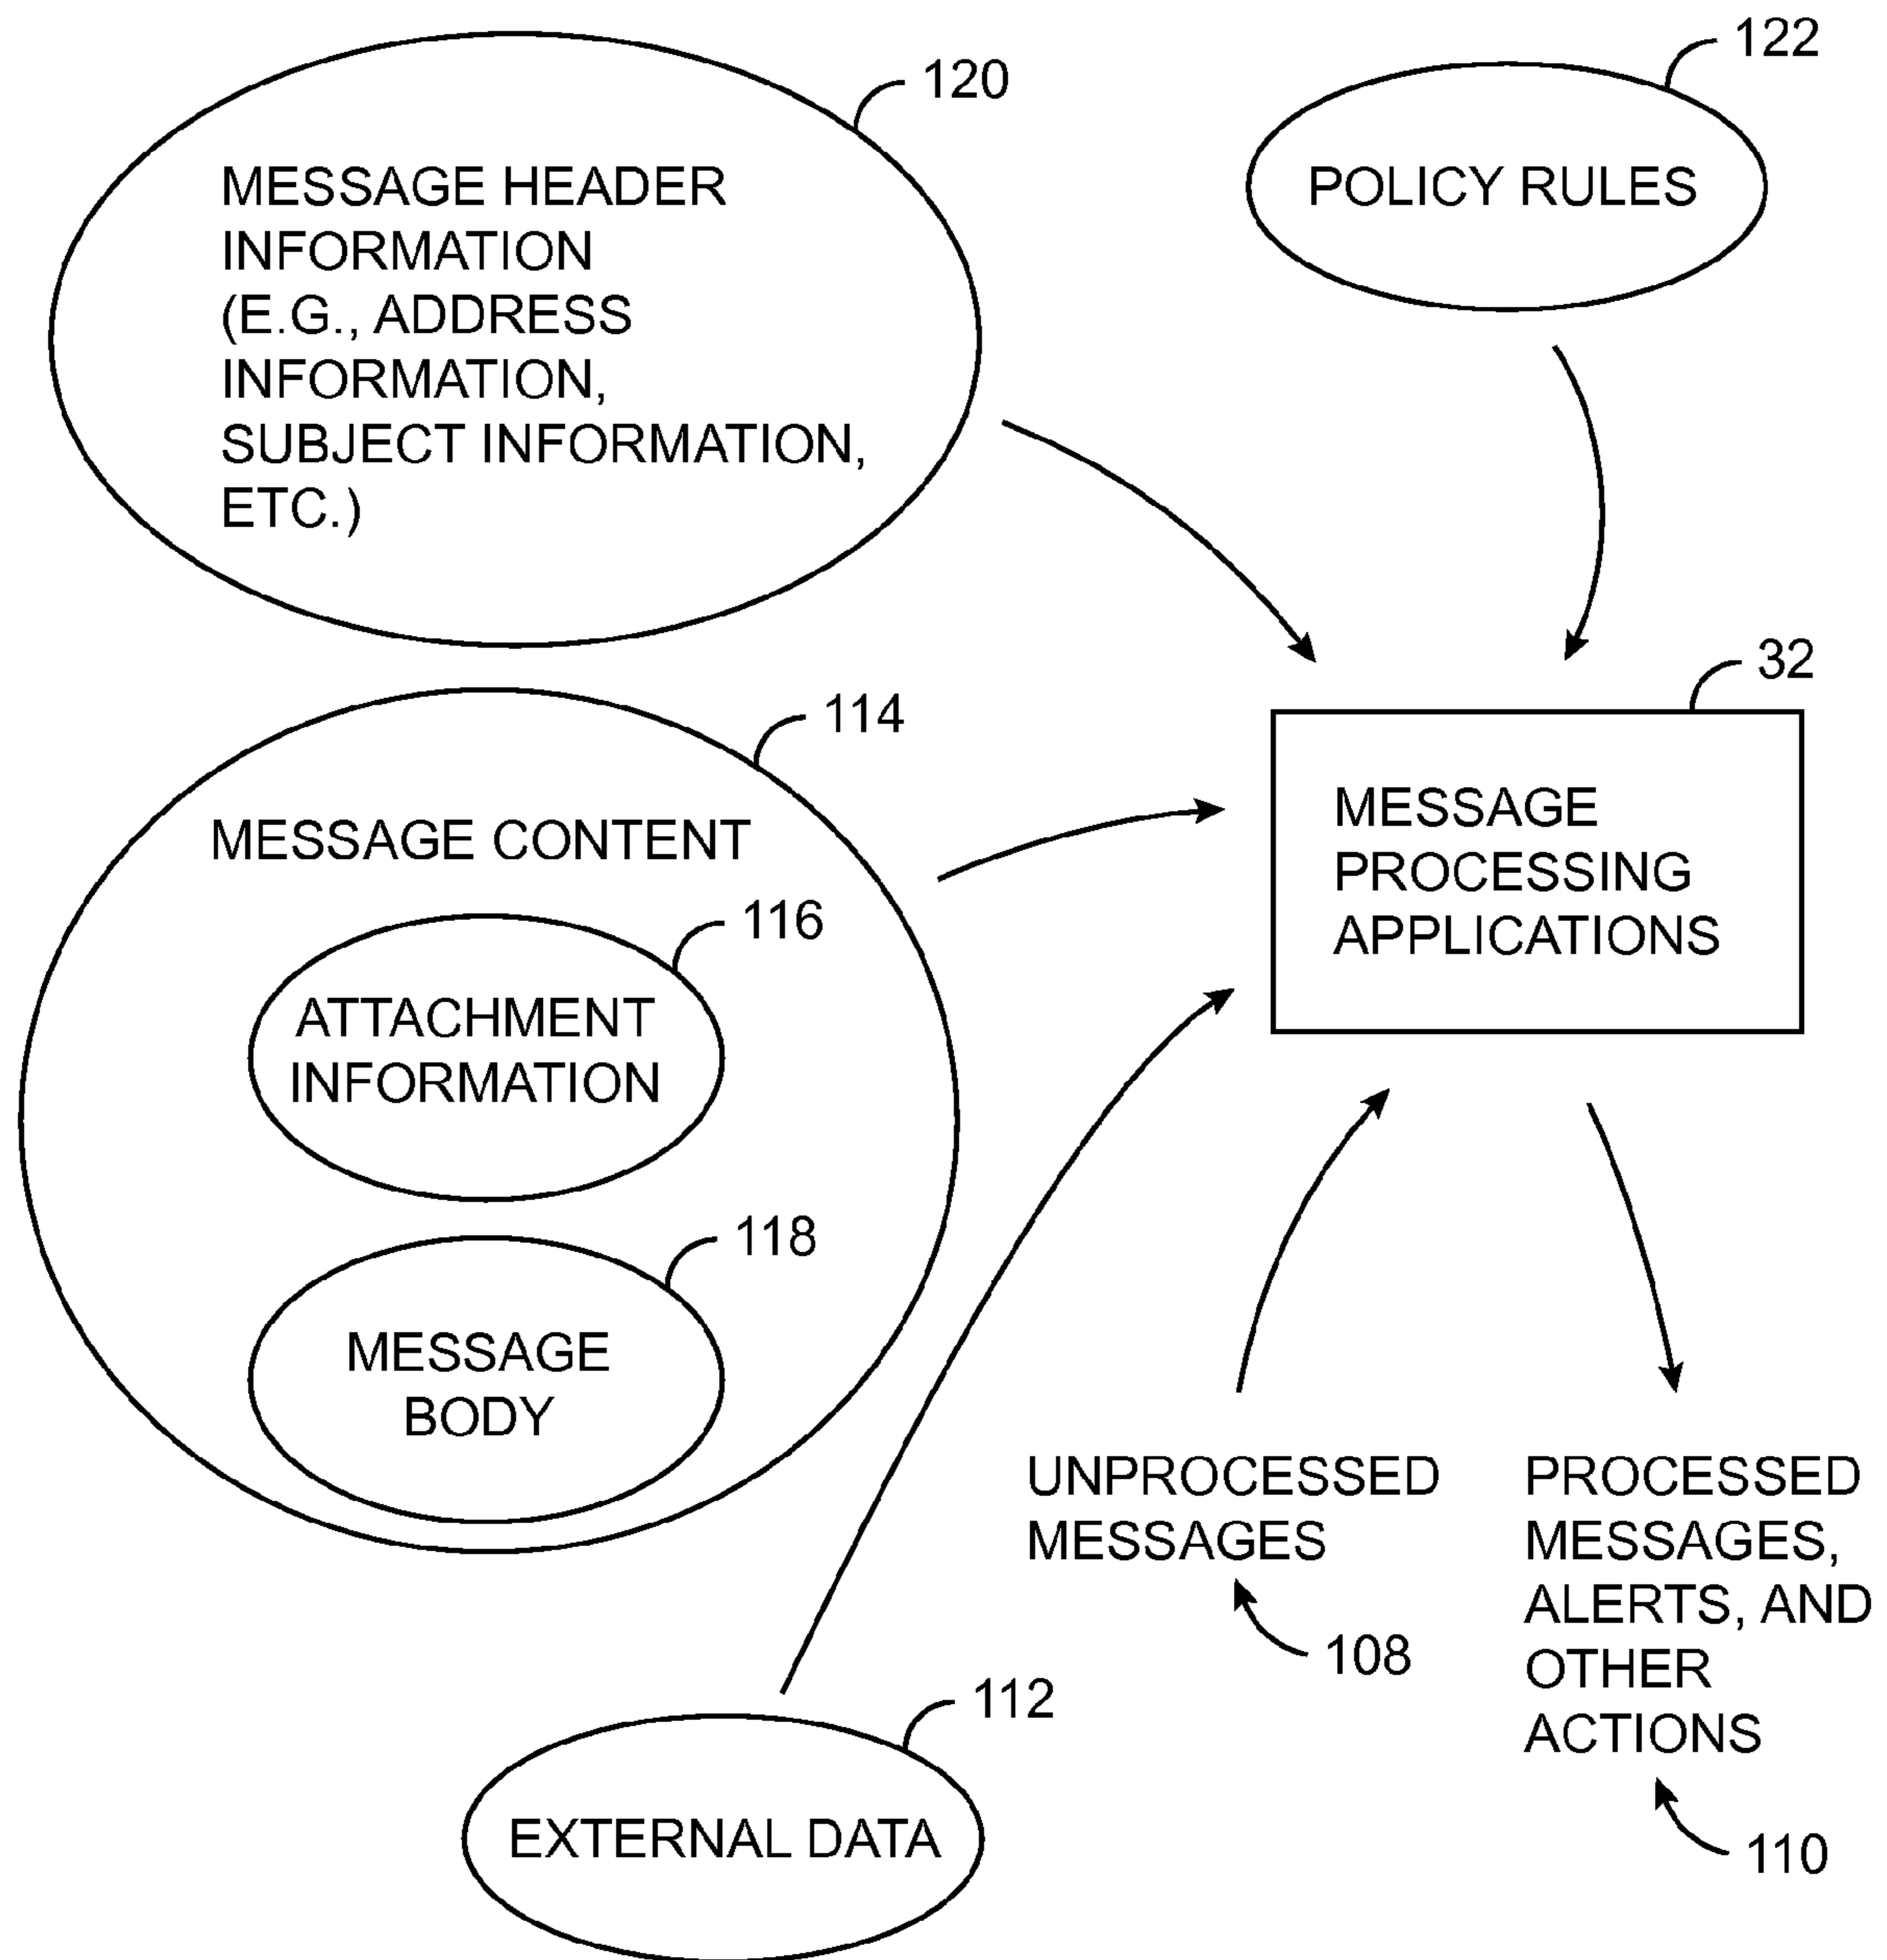 120
MESSAGE HEADER
INFORMATION
(E.G., ADDRESS
INFORMATION,
SUBJECT INFORMATION,
ETC.)
122
POLICY RULES
114
MESSAGE CONTENT
116
ATTACHMENT
INFORMATION
118
MESSAGE
BODY
32
MESSAGE
PROCESSING
APPLICATIONS
UNPROCESSED
MESSAGES
108
PROCESSED
MESSAGES,
ALERTS, AND
OTHER
ACTIONS
110
112
EXTERNAL DATA